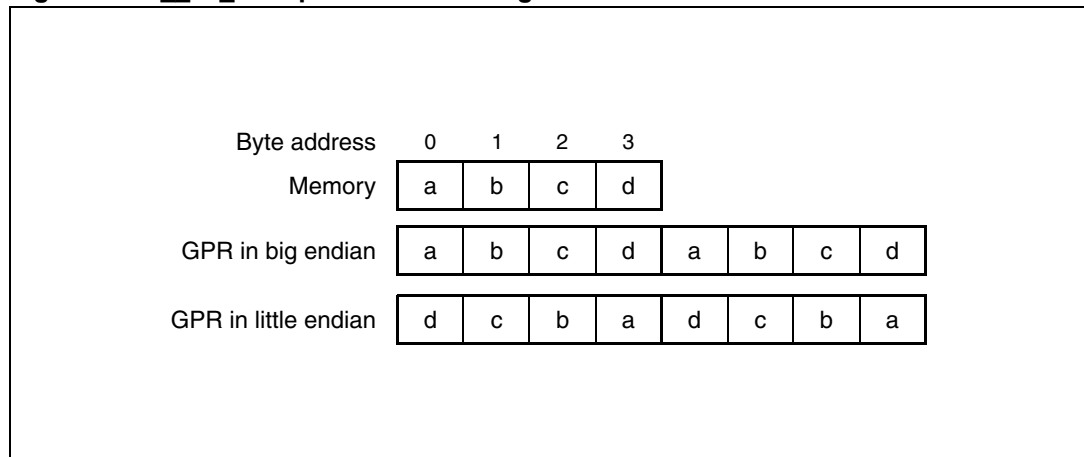 Byte address 0 1 2 3
Memory a b c d
GPR in big endian a b c d a b c d
GPR in little endian d c b a d c b a